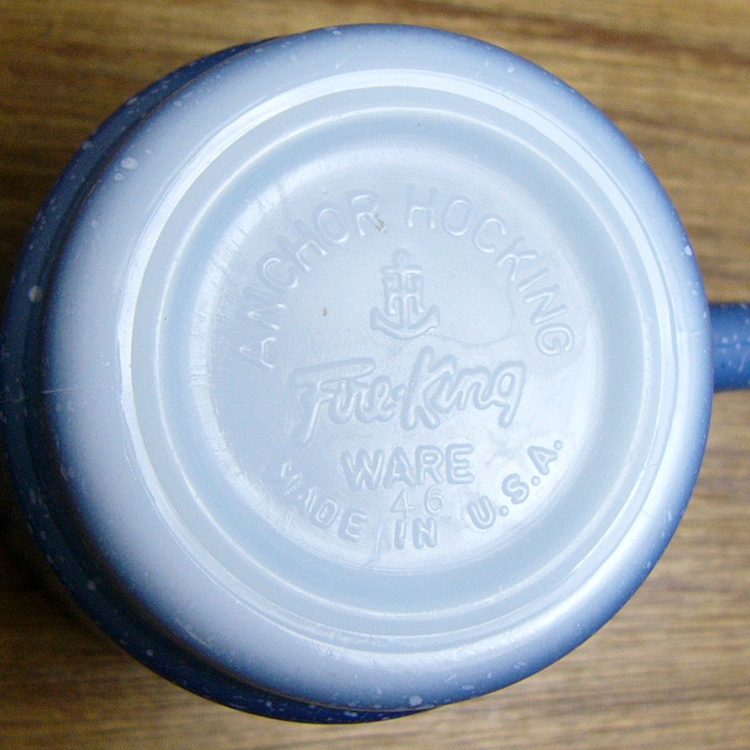 ANCHOR HOCKING
Fire-King
WARE
46
MADE IN U.S.A.